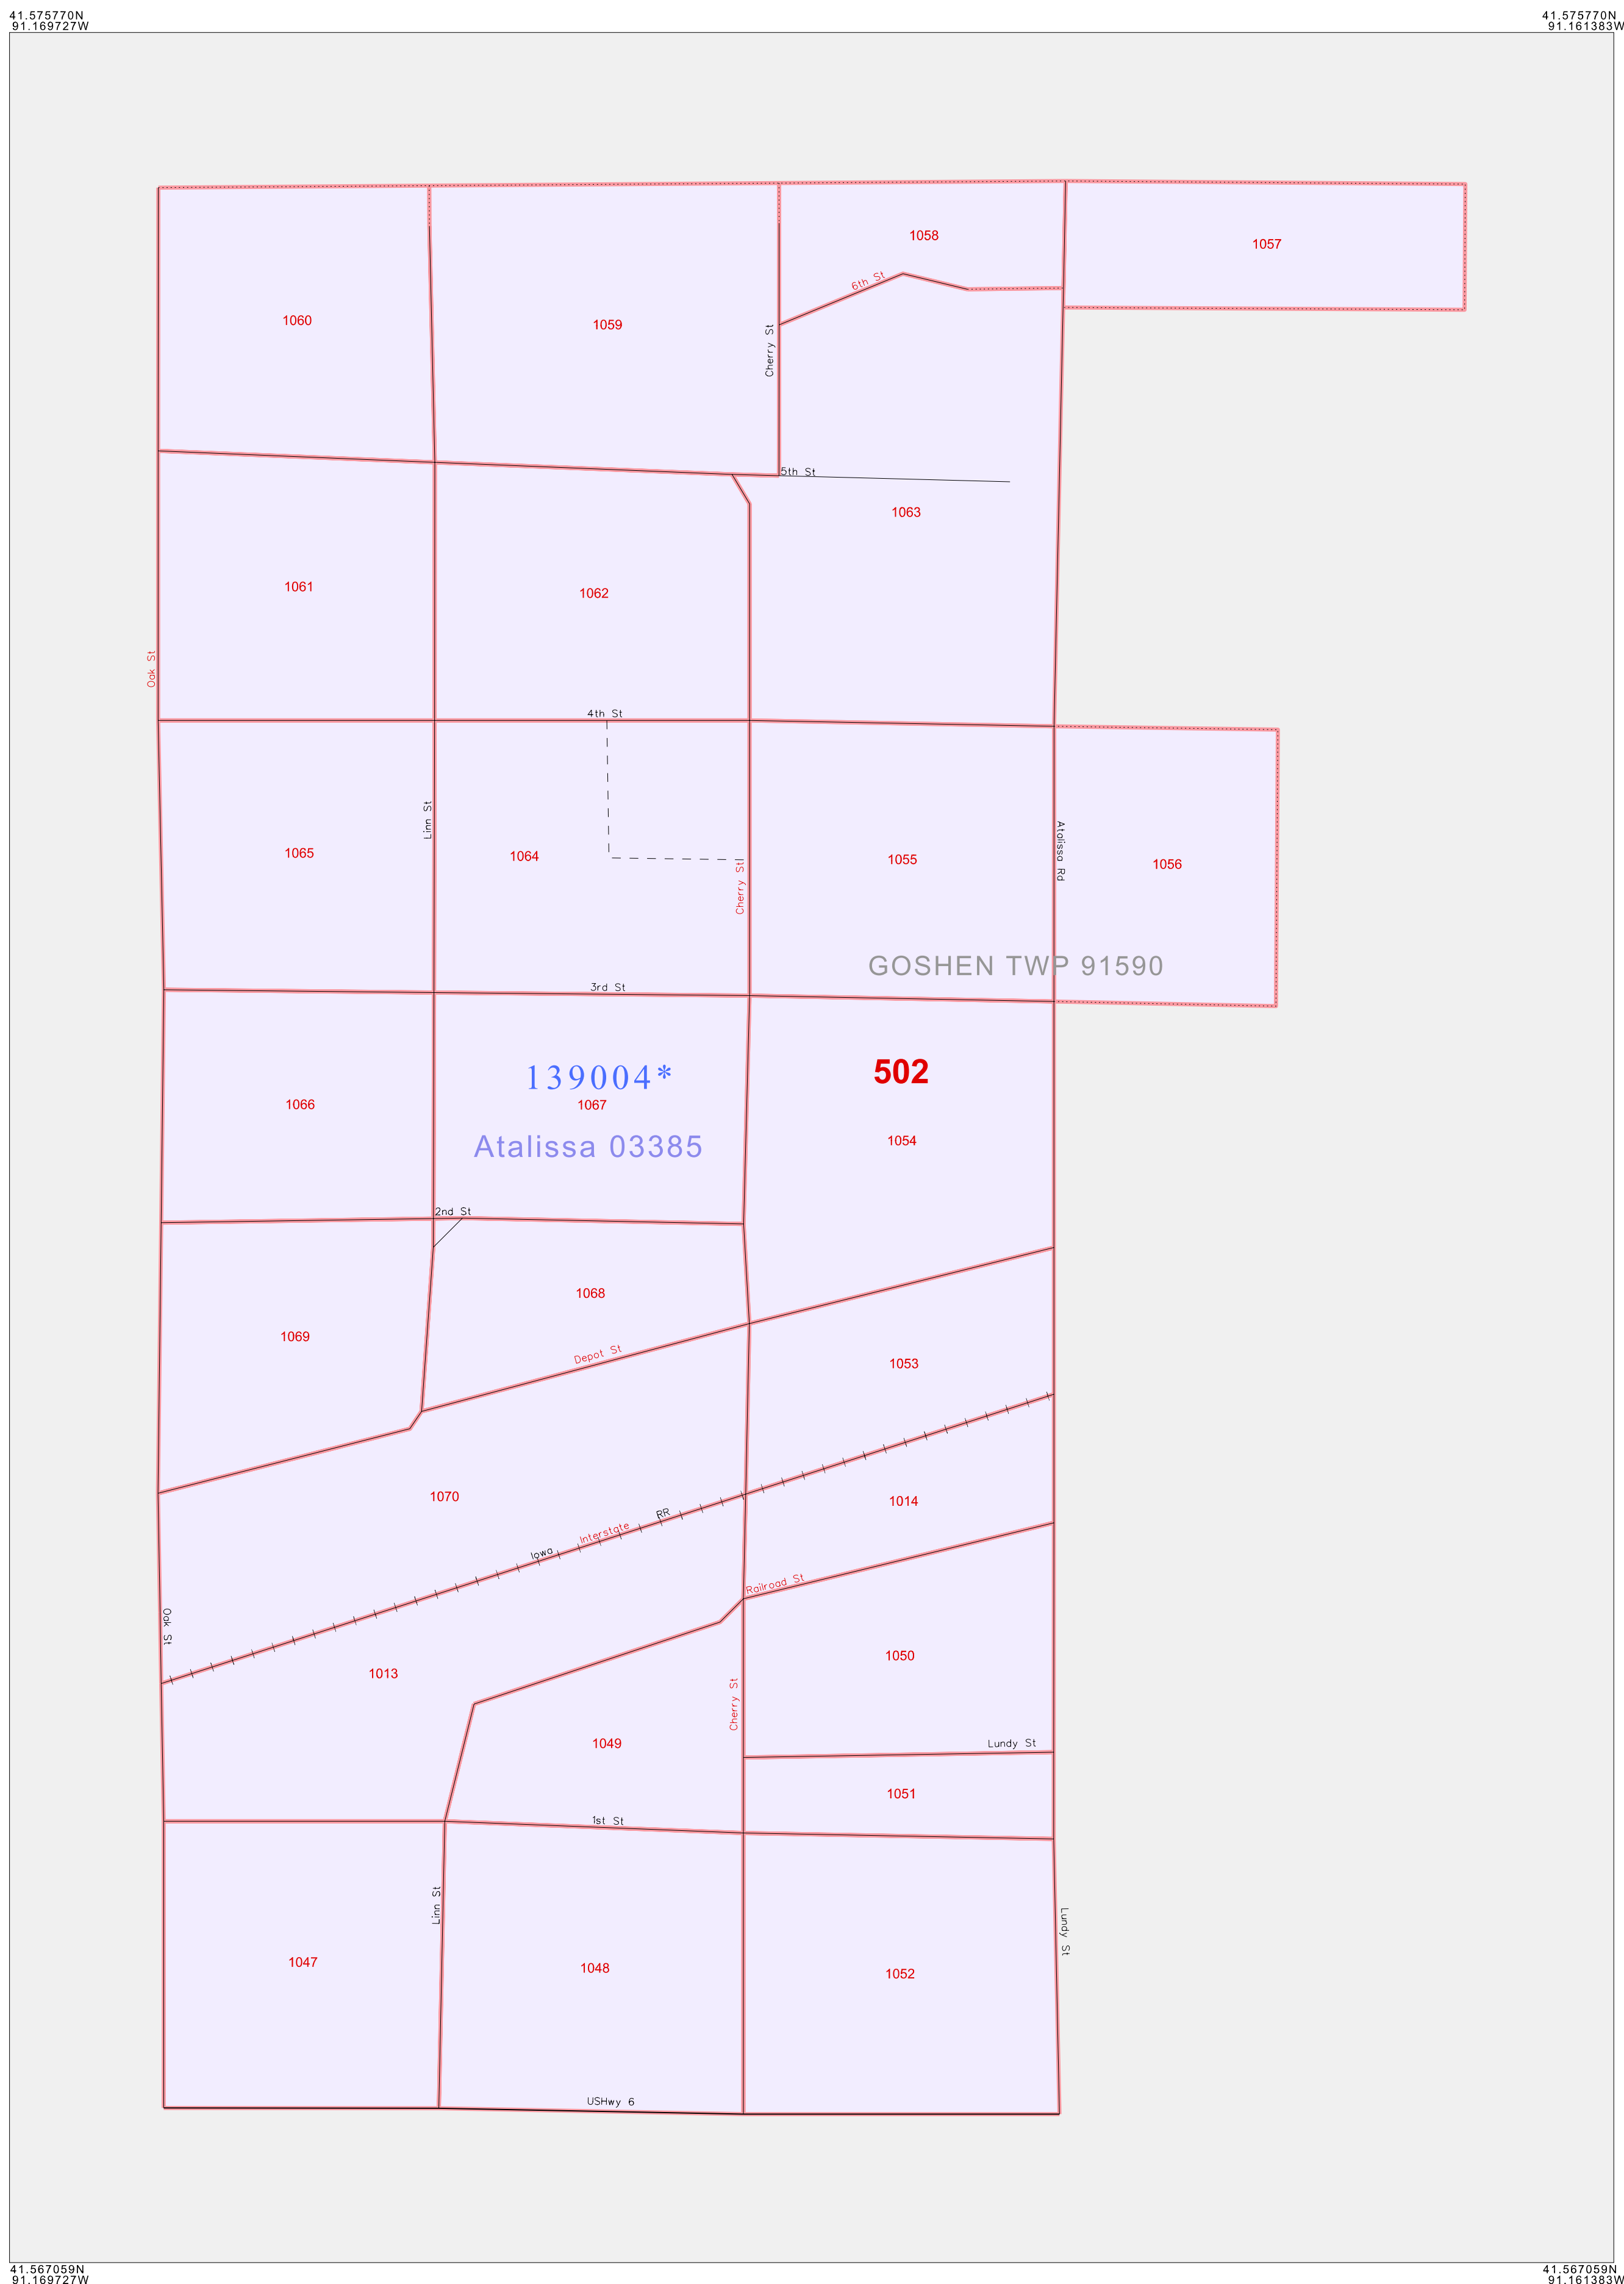 41.575770N
91.169727W
41.575770N
91.161383W
1058
1057
6th St
1060
1059
Cherry St
5th St
1063
1061
1062
Oak St
4th St
Linn St
1065
1064
Cherry St
1055
Atalissa Rd
1056
GOSHEN TWP 91590
3rd St
139004*
502
1066
1067
Atalissa 03385
1054
2nd St
1068
1069
Depot St
1053
1070
1014
Iowa Interstate RR
Railroad St
Oak St
1013
1050
Cherry St
1049
Lundy St
1051
1st St
Linn St
Lundy St
1047
1048
1052
USHwy 6
41.567059N
91.169727W
41.567059N
91.161383W